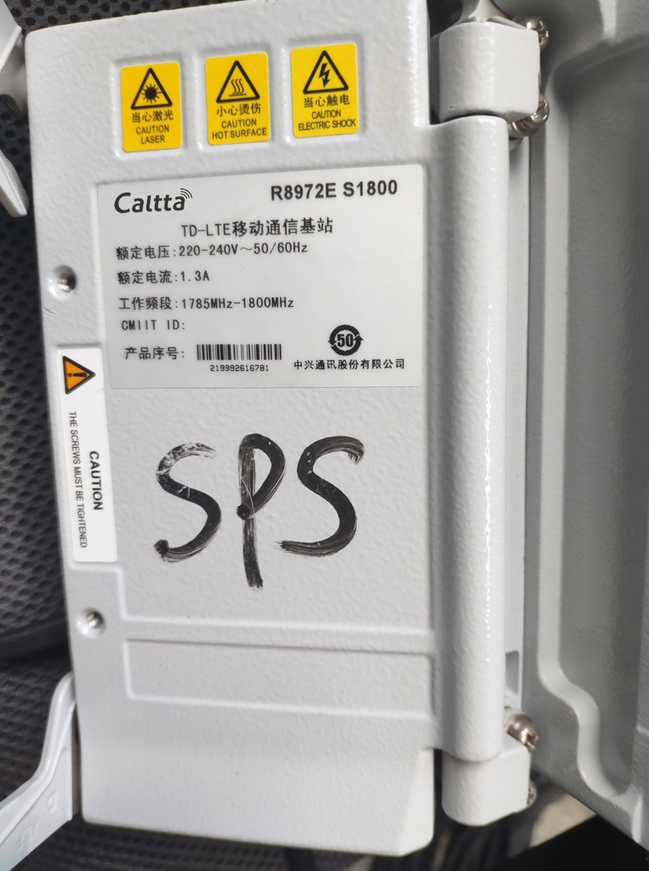 当心激光
CAUTION
LASER
小心烫伤
CAUTION
HOT SURFACE
当心触电
CAUTION
ELECTRIC SHOCK
Caltta
R8972E S1800
TD-LTE移动通信基站
额定电压:220-240V～50/60Hz
额定电流:1.3A
工作频段:1785MHz-1800MHz
CMIIT ID:
产品序号:
219992616781
50
中兴通讯股份有限公司
CAUTION
THE SCREWS MUST BE TIGHTENED
SPS